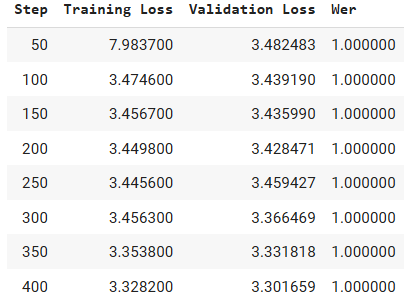 Step Training Loss Validation Loss Wer
50 7.983700 3.482483 1.000000
100 3.474600 3.439190 1.000000
150 3.456700 3.435990 1.000000
200 3.449800 3.428471 1.000000
250 3.445600 3.459427 1.000000
300 3.456300 3.366469 1.000000
350 3.353800 3.331818 1.000000
400 3.328200 3.301659 1.000000